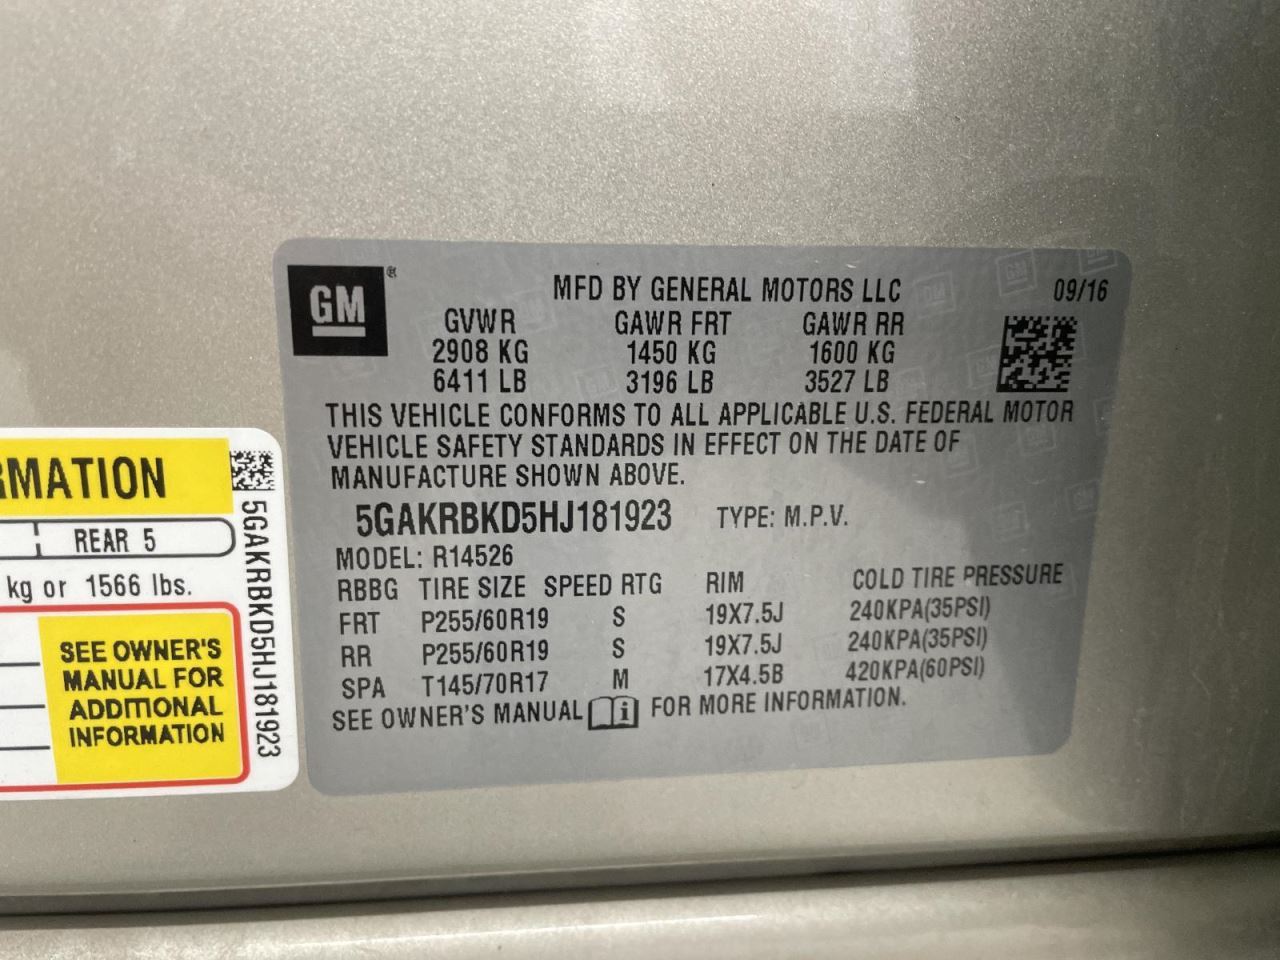 GM®
MFD BY GENERAL MOTORS LLC 09/16
GVWR GAWR FRT GAWR RR
2908 KG 1450 KG 1600 KG
6411 LB 3196 LB 3527 LB
THIS VEHICLE CONFORMS TO ALL APPLICABLE U.S. FEDERAL MOTOR
VEHICLE SAFETY STANDARDS IN EFFECT ON THE DATE OF
MANUFACTURE SHOWN ABOVE.
5GAKRBKD5HJ181923 TYPE: M.P.V.
MODEL: R14526
RBBG TIRE SIZE SPEED RTG RIM COLD TIRE PRESSURE
FRT P255/60R19 S 19X7.5J 240KPA(35PSI)
RR P255/60R19 S 19X7.5J 240KPA(35PSI)
SPA T145/70R17 M 17X4.5B 420KPA(60PSI)
SEE OWNER'S MANUAL i FOR MORE INFORMATION.
RMATION
REAR 5
kg or 1566 lbs.
SEE OWNER'S
MANUAL FOR
ADDITIONAL
INFORMATION
5GAKRBKD5HJ181923